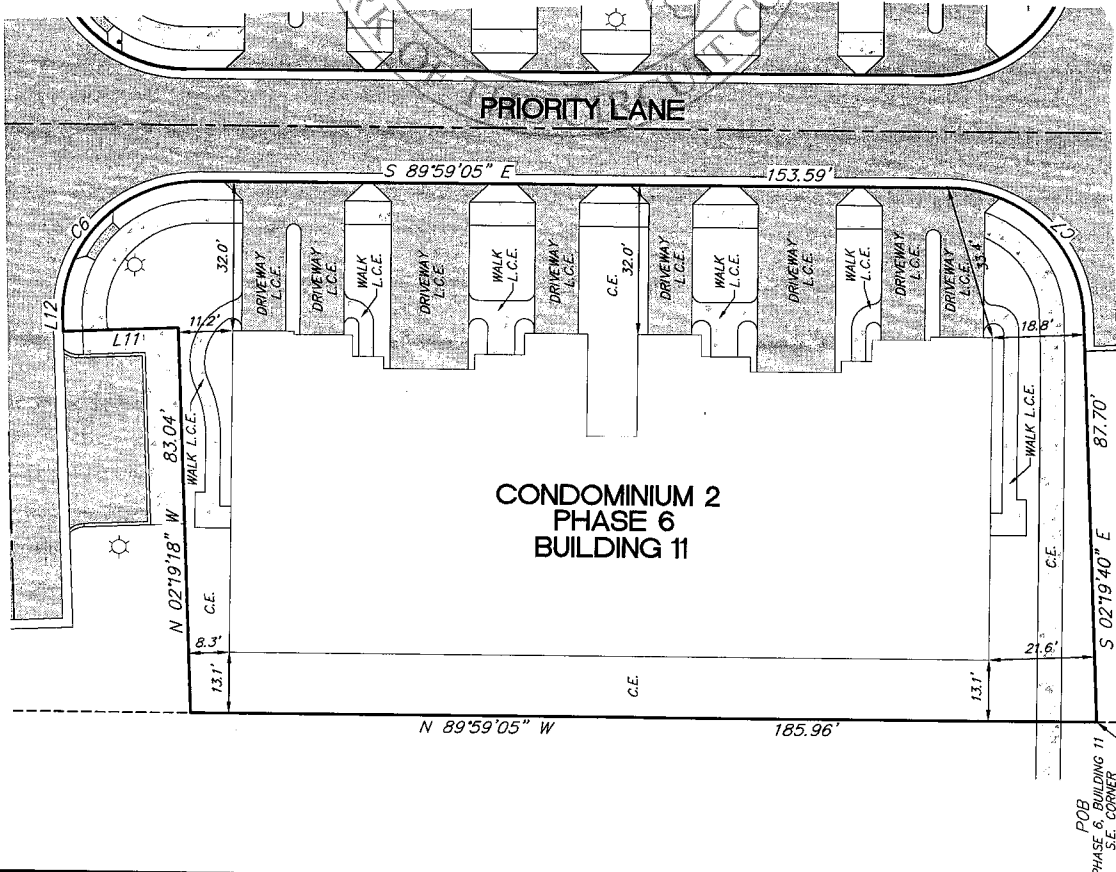 PRIORITY LANE
S 89°59'05" E
153.59'
C6
C7
L12
L11
32.0'
DRIVEWAY
L.C.E.
DRIVEWAY
L.C.E.
WALK
L.C.E.
DRIVEWAY
L.C.E.
WALK
L.C.E.
DRIVEWAY
L.C.E.
C.E.
32.0'
DRIVEWAY
L.C.E.
WALK
L.C.E.
DRIVEWAY
L.C.E.
WALK
L.C.E.
DRIVEWAY
L.C.E.
DRIVEWAY
L.C.E.
33.4'
11.2'
18.8'
N 02°19'18" W
83.04'
WALK L.C.E.
C.E.
8.3'
13.1'
CONDOMINIUM 2
PHASE 6
BUILDING 11
WALK L.C.E.
C.E.
87.70'
S 02°19'40" E
21.6'
13.1'
C.E.
N 89°59'05" W
185.96'
POB
PHASE 6, BUILDING 11
S.E. CORNER